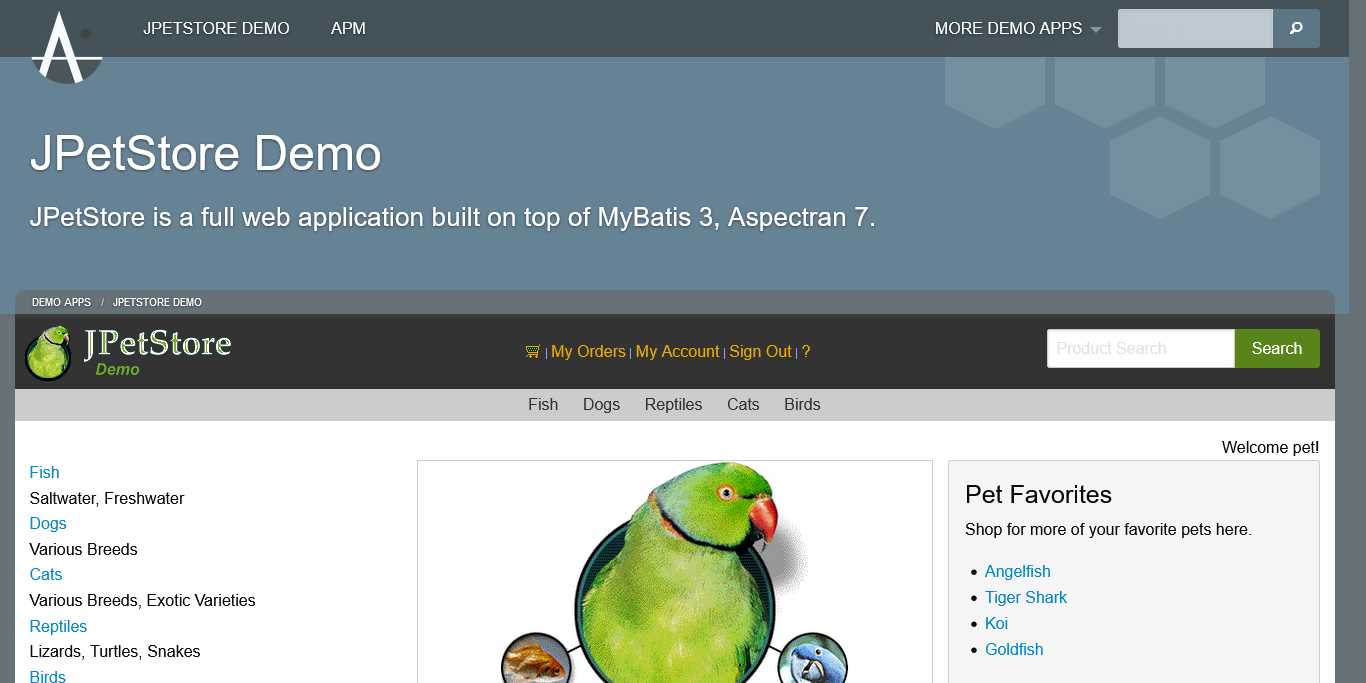 JPETSTORE DEMO APM MORE DEMO APPS
JPetStore Demo
JPetStore is a full web application built on top of MyBatis 3, Aspectran 7.
DEMO APPS / JPETSTORE DEMO
JPetStore
Demo
| My Orders | My Account | Sign Out | ?
Product Search Search
Fish Dogs Reptiles Cats Birds
Welcome pet!
Fish
Saltwater, Freshwater
Dogs
Various Breeds
Cats
Various Breeds, Exotic Varieties
Reptiles
Lizards, Turtles, Snakes
Birds
Pet Favorites
Shop for more of your favorite pets here.
Angelfish
Tiger Shark
Koi
Goldfish